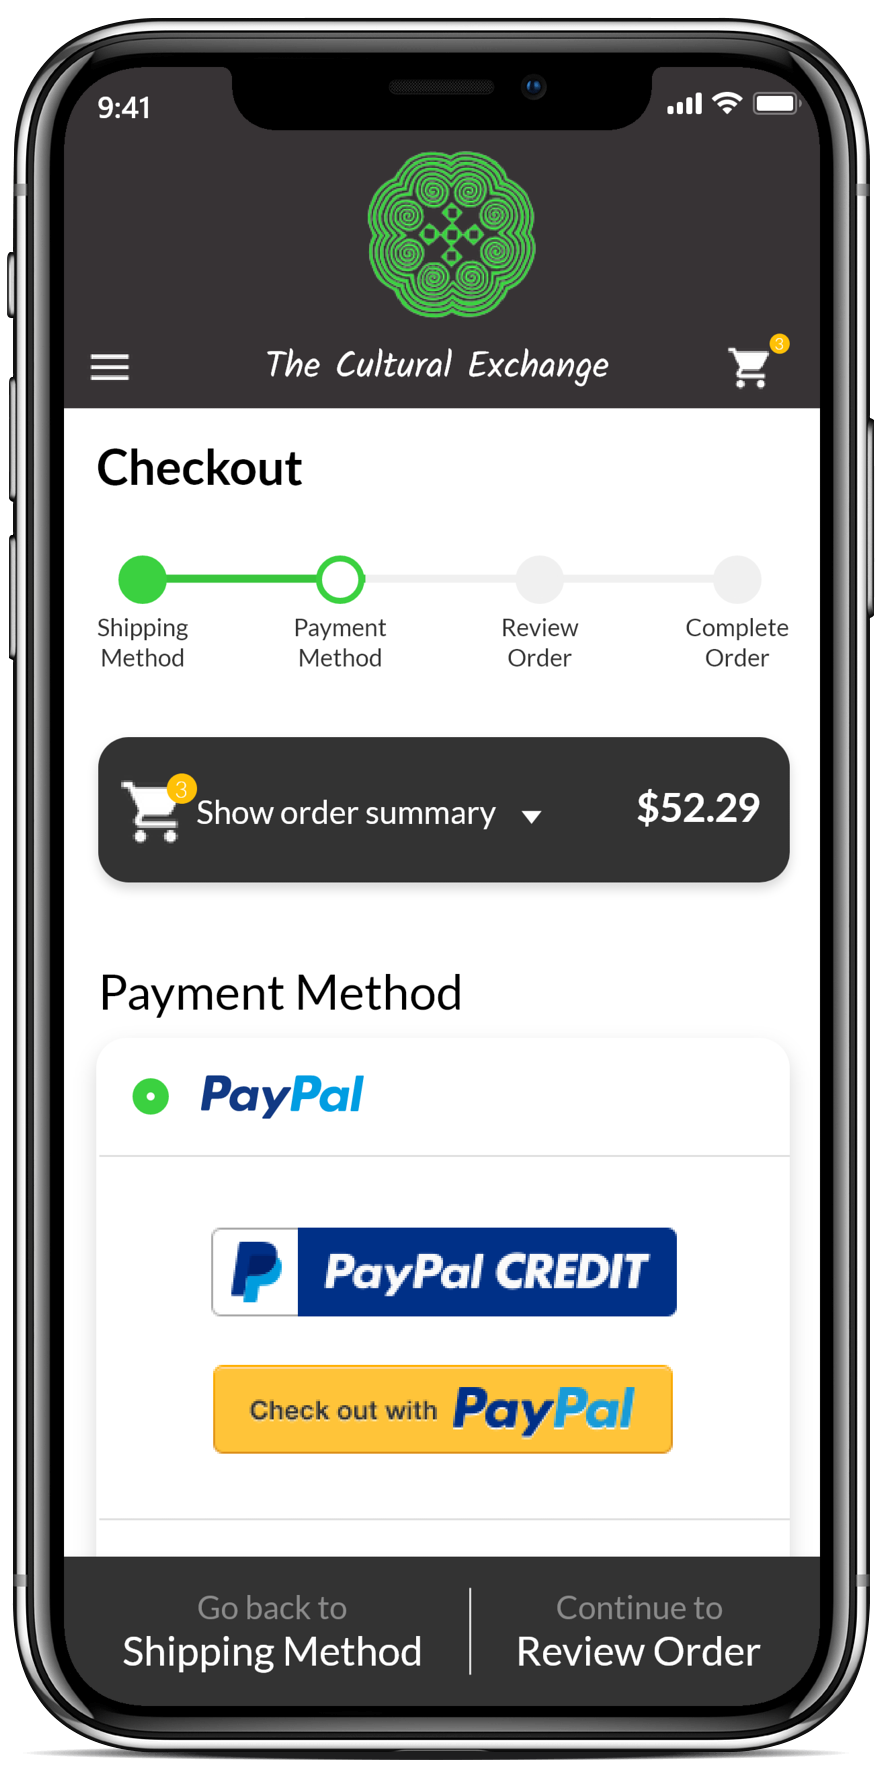 9:41
3
The Cultural Exchange
Checkout
Shipping
Method
Payment
Method
Review
Order
Complete
Order
3
Show order summary
$52.29
Payment Method
PayPal
PayPal CREDIT
Check out with PayPal
Go back to
Shipping Method
Continue to
Review Order